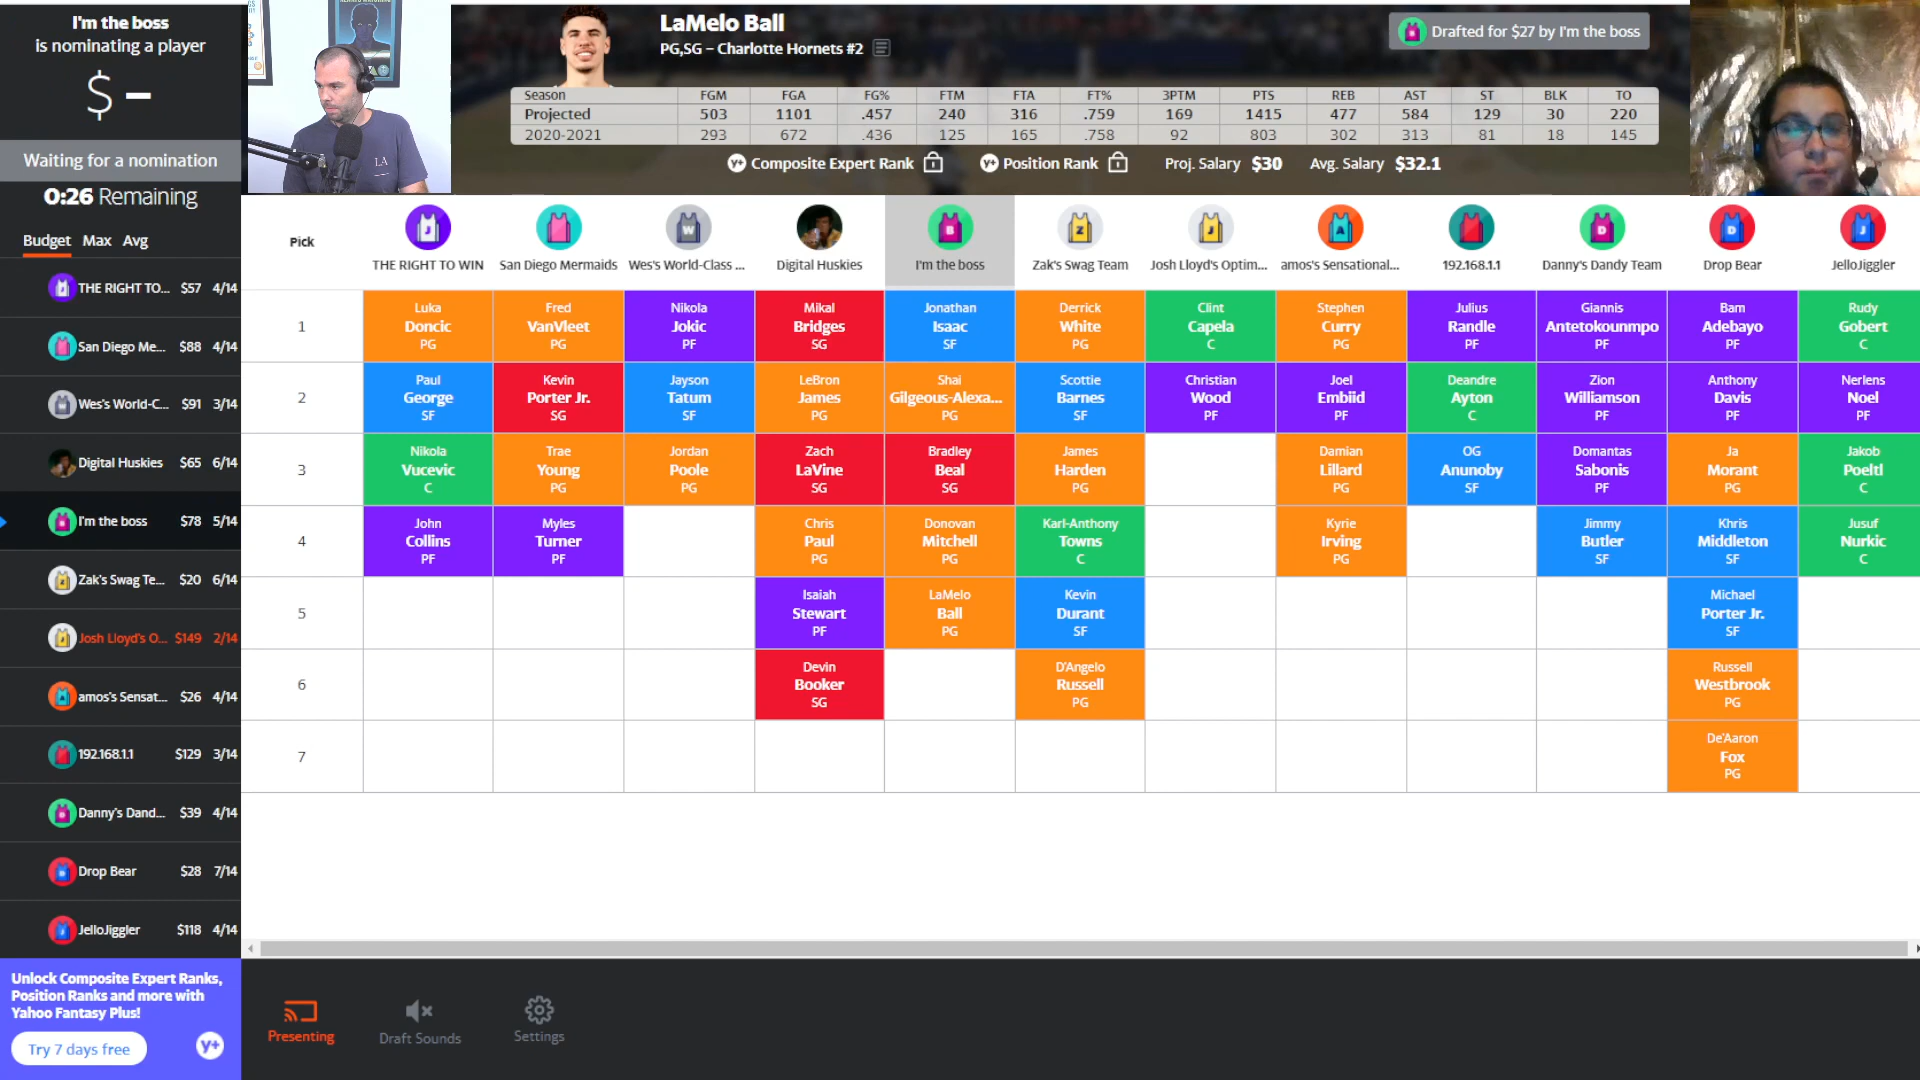 I'm the boss
is nominating a player
$ –
Waiting for a nomination
0:26 Remaining
Budget Max Avg
THE RIGHT TO... $57 4/14
San Diego Me... $88 4/14
Wes's World-C... $91 3/14
Digital Huskies $65 6/14
I'm the boss $78 5/14
Zak's Swag Te... $20 6/14
Josh Lloyd's O... $149 2/14
amos's Sensat... $26 4/14
192.168.1.1 $129 3/14
Danny's Dand... $39 4/14
Drop Bear $28 7/14
JelloJiggler $118 4/14
Unlock Composite Expert Ranks,
Position Ranks and more with
Yahoo Fantasy Plus!
Try 7 days free y+
LA
LaMelo Ball
PG,SG – Charlotte Hornets #2
Drafted for $27 by I'm the boss
Season FGM FGA FG% FTM FTA FT% 3PTM PTS REB AST ST BLK TO
Projected 503 1101 .457 240 316 .759 169 1415 477 584 129 30 220
2020-2021 293 672 .436 125 165 .758 92 803 302 313 81 18 145
y+ Composite Expert Rank y+ Position Rank Proj. Salary $30 Avg. Salary $32.1
J W B Z J A D D J
Pick THE RIGHT TO WIN San Diego Mermaids Wes's World-Class ... Digital Huskies I'm the boss Zak's Swag Team Josh Lloyd's Optim... amos's Sensational... 192.168.1.1 Danny's Dandy Team Drop Bear JelloJiggler
Luka Fred Nikola Mikal Jonathan Derrick Clint Stephen Julius Giannis Bam Rudy
1 Doncic VanVleet Jokic Bridges Isaac White Capela Curry Randle Antetokounmpo Adebayo Gobert
PG PG PF SG SF PG C PG PF PF PF C
Paul Kevin Jayson LeBron Shai Scottie Christian Joel Deandre Zion Anthony Nerlens
2 George Porter Jr. Tatum James Gilgeous-Alexa... Barnes Wood Embiid Ayton Williamson Davis Noel
SF SG SF PG PG SF PF PF C PF PF PF
Nikola Trae Jordan Zach Bradley James Damian OG Domantas Ja Jakob
3 Vucevic Young Poole LaVine Beal Harden Lillard Anunoby Sabonis Morant Poeltl
C PG PG SG SG PG PG SF PF PG C
John Myles Chris Donovan Karl-Anthony Kyrie Jimmy Khris Jusuf
4 Collins Turner Paul Mitchell Towns Irving Butler Middleton Nurkic
PF PF PG PG C PG SF SF C
Isaiah LaMelo Kevin Michael
5 Stewart Ball Durant Porter Jr.
PF PG SF SF
Devin D'Angelo Russell
6 Booker Russell Westbrook
SG PG PG
De'Aaron
7 Fox
PG
Presenting Draft Sounds Settings